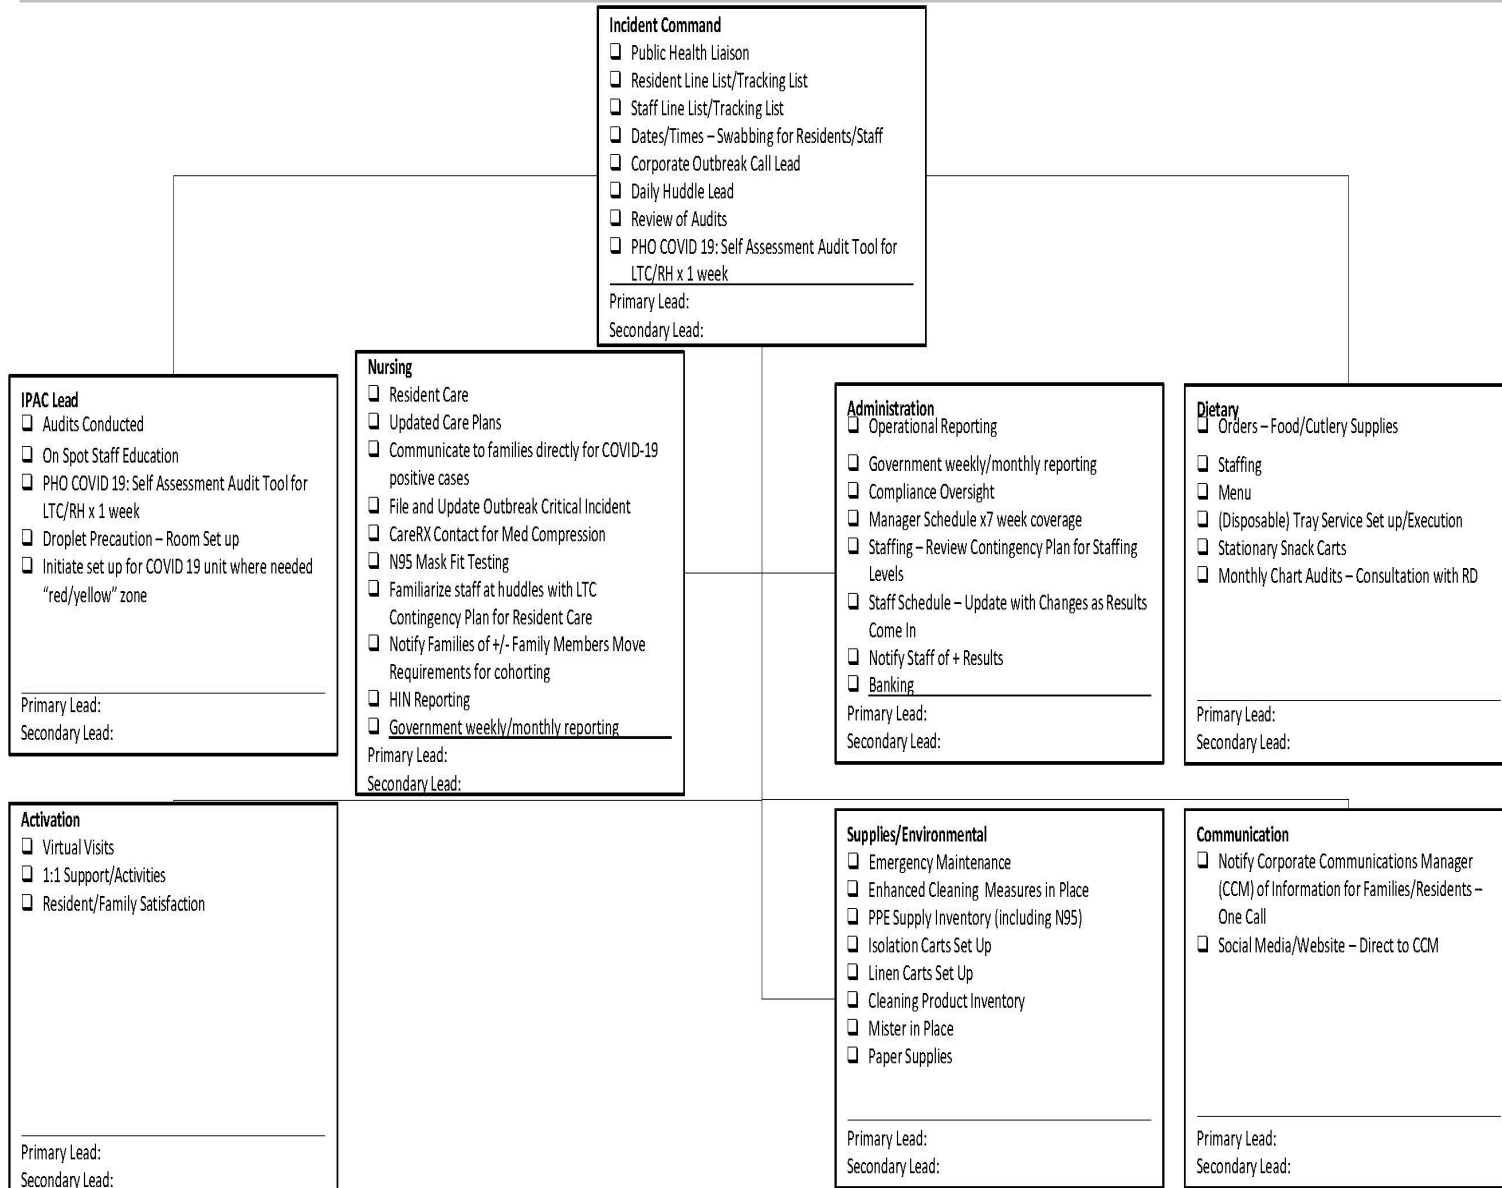 Incident Command
❑ Public Health Liaison
❑ Resident Line List/Tracking List
❑ Staff Line List/Tracking List
❑ Dates/Times – Swabbing for Residents/Staff
❑ Corporate Outbreak Call Lead
❑ Daily Huddle Lead
❑ Review of Audits
❑ PHO COVID 19: Self Assessment Audit Tool for
LTC/RH x 1 week
Primary Lead:
Secondary Lead:
IPAC Lead
❑ Audits Conducted
❑ On Spot Staff Education
❑ PHO COVID 19: Self Assessment Audit Tool for
LTC/RH x 1 week
❑ Droplet Precaution – Room Set up
❑ Initiate set up for COVID 19 unit where needed
“red/yellow” zone
Primary Lead:
Secondary Lead:
Nursing
❑ Resident Care
❑ Updated Care Plans
❑ Communicate to families directly for COVID-19
positive cases
❑ File and Update Outbreak Critical Incident
❑ CareRX Contact for Med Compression
❑ N95 Mask Fit Testing
❑ Familiarize staff at huddles with LTC
Contingency Plan for Resident Care
❑ Notify Families of +/- Family Members Move
Requirements for cohorting
❑ HIN Reporting
❑ Government weekly/monthly reporting
Primary Lead:
Secondary Lead:
Administration
❑ Operational Reporting
❑ Government weekly/monthly reporting
❑ Compliance Oversight
❑ Manager Schedule x7 week coverage
❑ Staffing – Review Contingency Plan for Staffing
Levels
❑ Staff Schedule – Update with Changes as Results
Come In
❑ Notify Staff of + Results
❑ Banking
Primary Lead:
Secondary Lead:
Dietary
❑ Orders – Food/Cutlery Supplies
❑ Staffing
❑ Menu
❑ (Disposable) Tray Service Set up/Execution
❑ Stationary Snack Carts
❑ Monthly Chart Audits – Consultation with RD
Primary Lead:
Secondary Lead:
Activation
❑ Virtual Visits
❑ 1:1 Support/Activities
❑ Resident/Family Satisfaction
Primary Lead:
Secondary Lead:
Supplies/Environmental
❑ Emergency Maintenance
❑ Enhanced Cleaning Measures in Place
❑ PPE Supply Inventory (including N95)
❑ Isolation Carts Set Up
❑ Linen Carts Set Up
❑ Cleaning Product Inventory
❑ Mister in Place
❑ Paper Supplies
Primary Lead:
Secondary Lead:
Communication
❑ Notify Corporate Communications Manager
(CCM) of Information for Families/Residents –
One Call
❑ Social Media/Website – Direct to CCM
Primary Lead:
Secondary Lead: